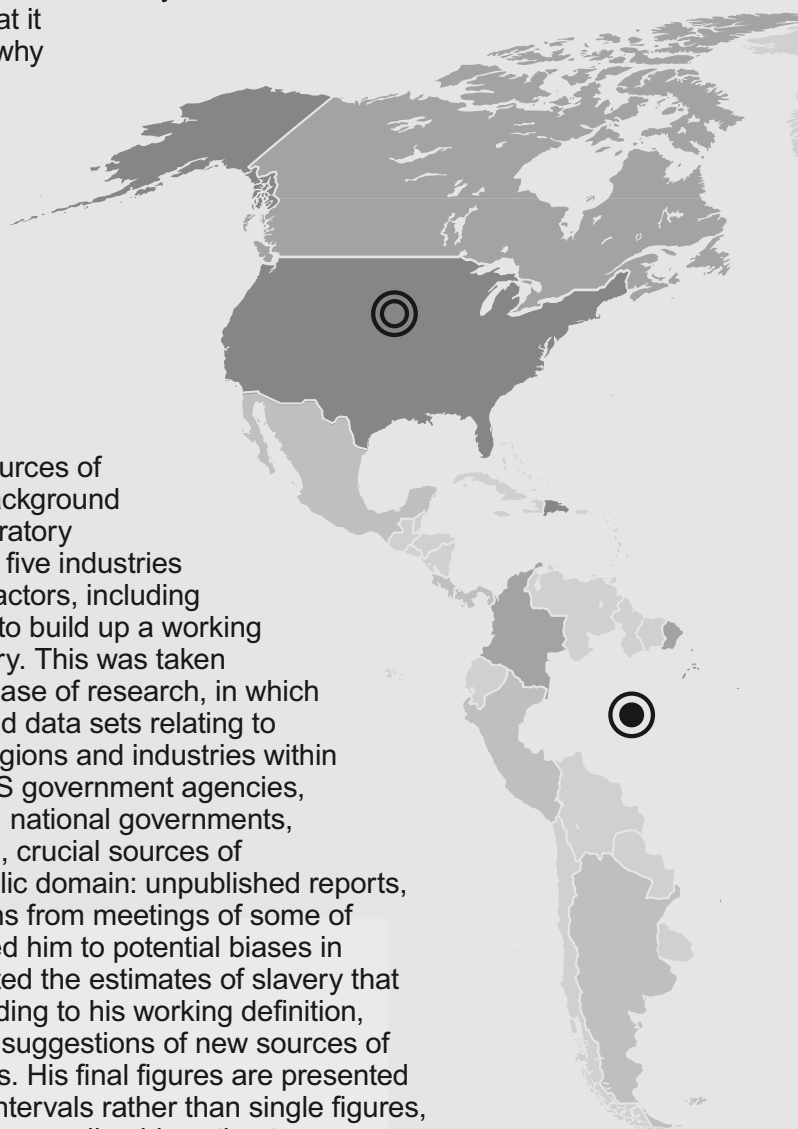 at it
why
urces of
ackground
ratory
five industries
actors, including
to build up a working
ry. This was taken
ase of research, in which
d data sets relating to
egions and industries within
S government agencies,
national governments,
, crucial sources of
lic domain: unpublished reports,
ns from meetings of some of
ed him to potential biases in
ted the estimates of slavery that
ding to his working definition,
suggestions of new sources of
s. His final figures are presented
ntervals rather than single figures,